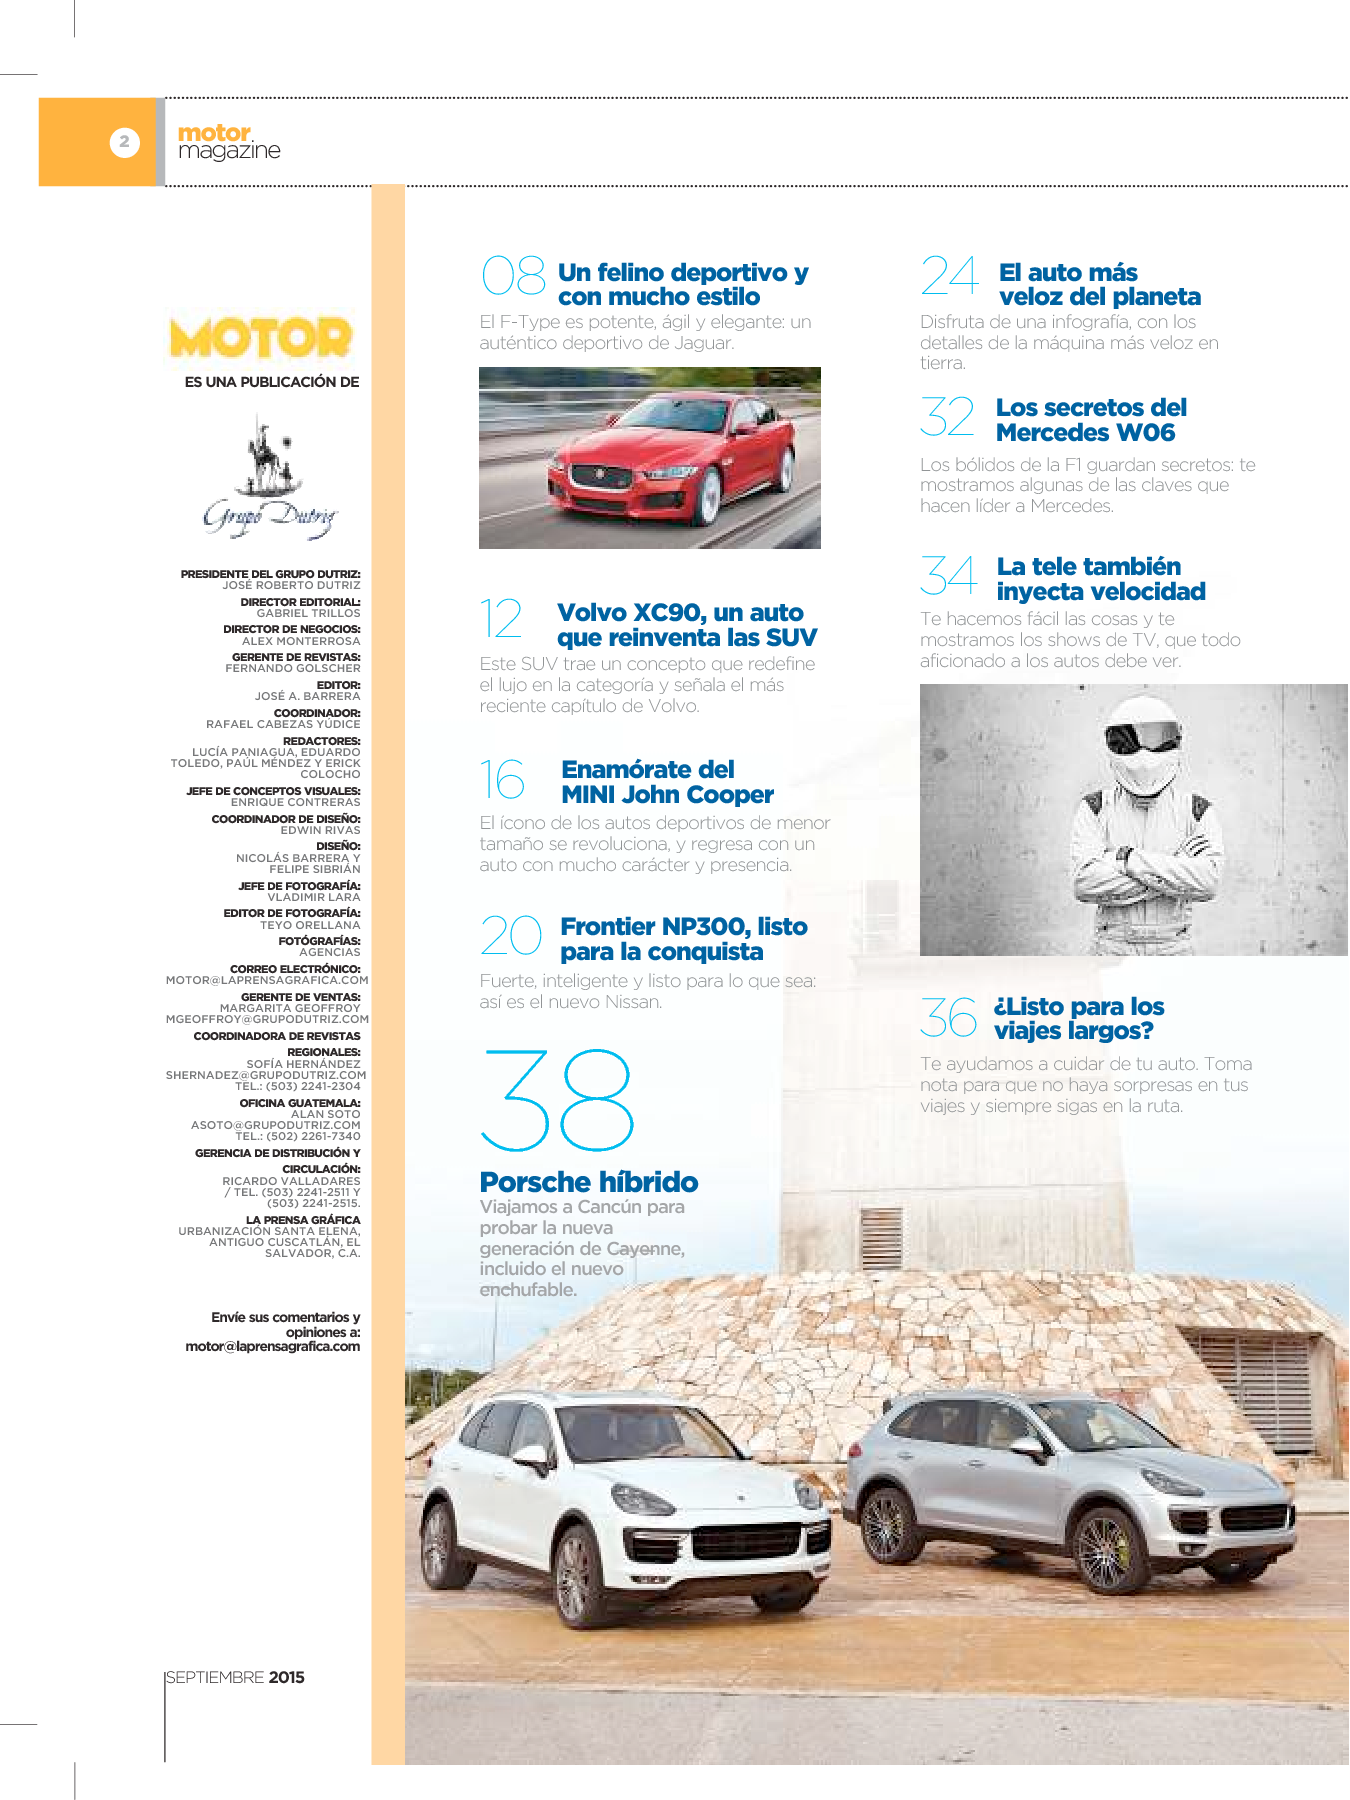 2
motor
magazine
MOTOR
ES UNA PUBLICACIÓN DE
Grupo Dutriz
PRESIDENTE DEL GRUPO DUTRIZ:
JOSÉ ROBERTO DUTRIZ
DIRECTOR EDITORIAL:
GABRIEL TRILLOS
DIRECTOR DE NEGOCIOS:
ALEX MONTERROSA
GERENTE DE REVISTAS:
FERNANDO GOLSCHER
EDITOR:
JOSÉ A. BARRERA
COORDINADOR:
RAFAEL CABEZAS YÚDICE
REDACTORES:
LUCÍA PANIAGUA, EDUARDO
TOLEDO, PAÚL MÉNDEZ Y ERICK
COLOCHO
JEFE DE CONCEPTOS VISUALES:
ENRIQUE CONTRERAS
COORDINADOR DE DISEÑO:
EDWIN RIVAS
DISEÑO:
NICOLÁS BARRERA Y
FELIPE SIBRIÁN
JEFE DE FOTOGRAFÍA:
VLADIMIR LARA
EDITOR DE FOTOGRAFÍA:
TEYO ORELLANA
FOTÓGRAFÍAS:
AGENCIAS
CORREO ELECTRÓNICO:
MOTOR@LAPRENSAGRAFICA.COM
GERENTE DE VENTAS:
MARGARITA GEOFFROY
MGEOFFROY@GRUPODUTRIZ.COM
COORDINADORA DE REVISTAS
REGIONALES:
SOFÍA HERNÁNDEZ
SHERNADEZ@GRUPODUTRIZ.COM
TEL.: (503) 2241-2304
OFICINA GUATEMALA:
ALAN SOTO
ASOTO@GRUPODUTRIZ.COM
TEL.: (502) 2261-7340
GERENCIA DE DISTRIBUCIÓN Y
CIRCULACIÓN:
RICARDO VALLADARES
/ TEL. (503) 2241-2511 Y
(503) 2241-2515.
LA PRENSA GRÁFICA
URBANIZACIÓN SANTA ELENA,
ANTIGUO CUSCATLÁN, EL
SALVADOR, C.A.
Envíe sus comentarios y
opiniones a:
motor@laprensagrafica.com
SEPTIEMBRE 2015
08 Un felino deportivo y
con mucho estilo
El F-Type es potente, ágil y elegante: un
auténtico deportivo de Jaguar.
12 Volvo XC90, un auto
que reinventa las SUV
Este SUV trae un concepto que redefine
el lujo en la categoría y señala el más
reciente capítulo de Volvo.
16 Enamórate del
MINI John Cooper
El ícono de los autos deportivos de menor
tamaño se revoluciona, y regresa con un
auto con mucho carácter y presencia.
20 Frontier NP300, listo
para la conquista
Fuerte, inteligente y listo para lo que sea:
así es el nuevo Nissan.
38
Porsche híbrido
Viajamos a Cancún para
probar la nueva
generación de Cayenne,
incluido el nuevo
enchufable.
24 El auto más
veloz del planeta
Disfruta de una infografía, con los
detalles de la máquina más veloz en
tierra.
32 Los secretos del
Mercedes W06
Los bólidos de la F1 guardan secretos: te
mostramos algunas de las claves que
hacen líder a Mercedes.
34 La tele también
inyecta velocidad
Te hacemos fácil las cosas y te
mostramos los shows de TV, que todo
aficionado a los autos debe ver.
36 ¿Listo para los
viajes largos?
Te ayudamos a cuidar de tu auto. Toma
nota para que no haya sorpresas en tus
viajes y siempre sigas en la ruta.